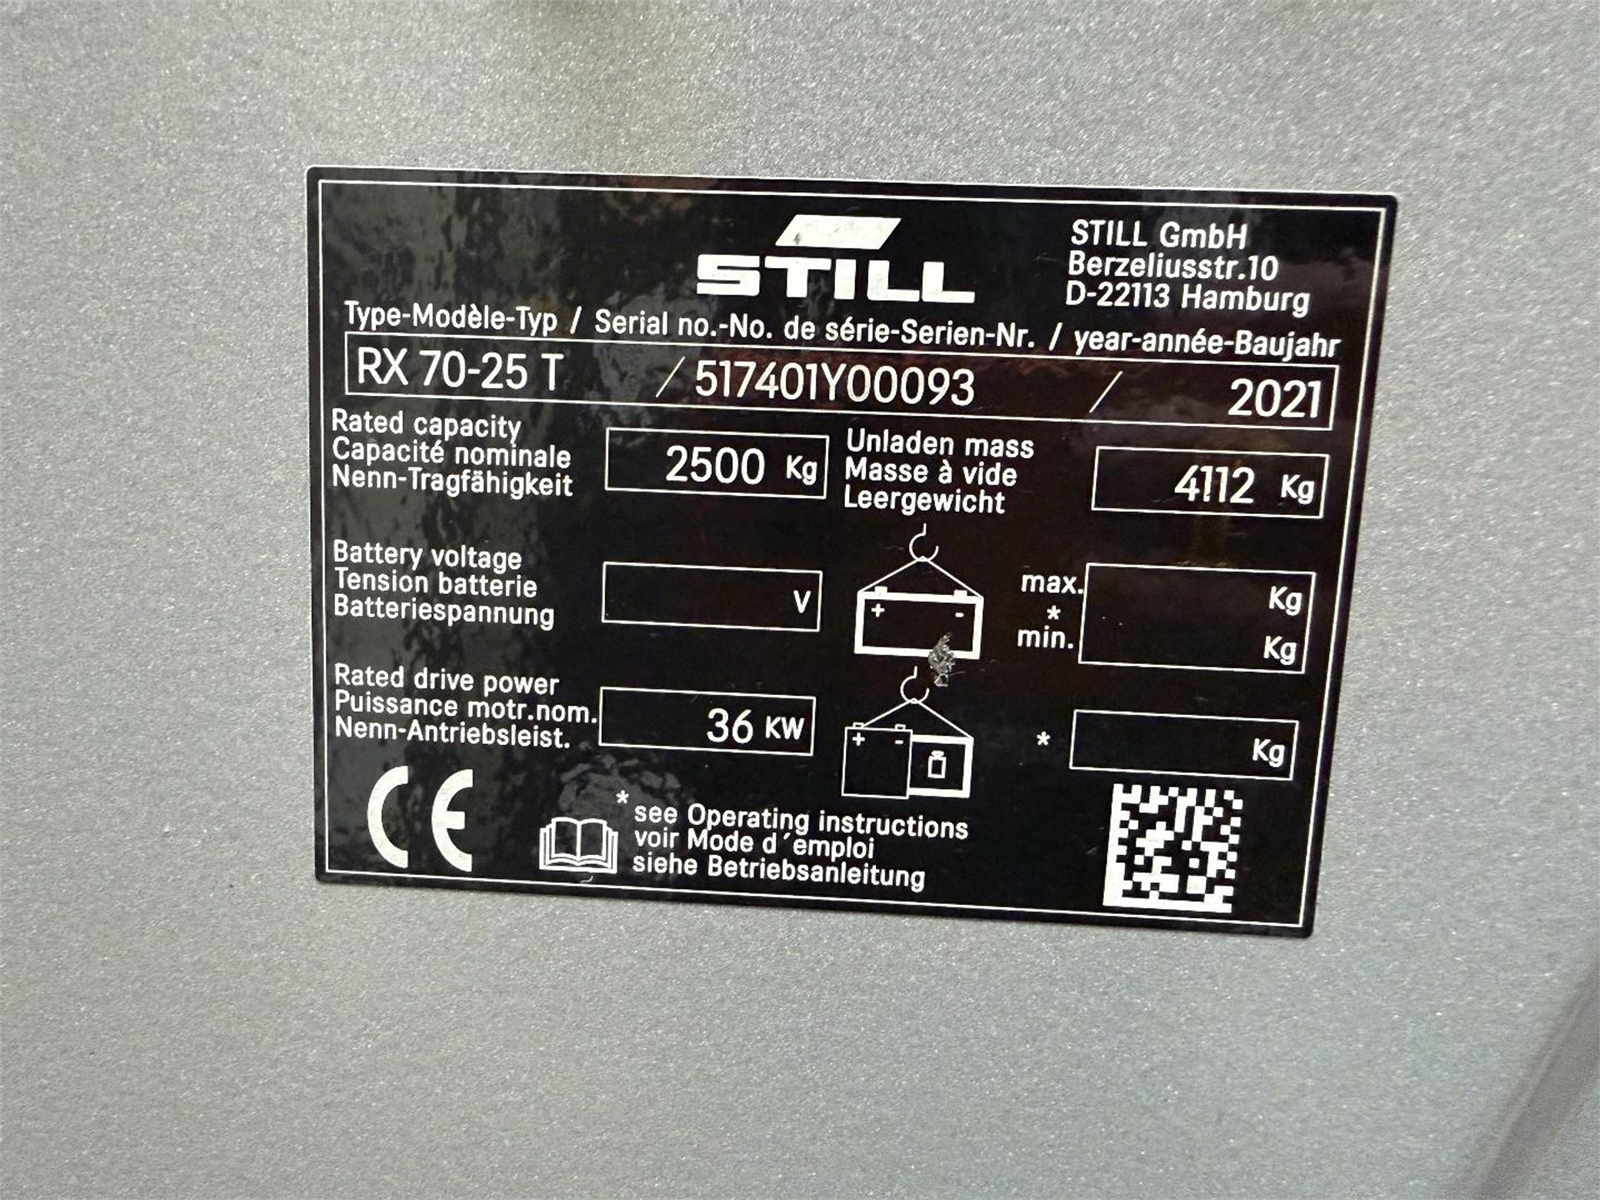 STILL
STILL GmbH
Berzeliusstr.10
D-22113 Hamburg
Type-Modèle-Typ / Serial no.-No. de série-Serien-Nr. / year-année-Baujahr
RX 70-25 T / 517401Y00093 / 2021
Rated capacity
Capacité nominale
Nenn-Tragfähigkeit
2500 Kg
Unladen mass
Masse à vide
Leergewicht
4112 Kg
Battery voltage
Tension batterie
Batteriespannung
V
+ -
max. Kg
*
min. Kg
Rated drive power
Puissance motr.nom.
Nenn-Antriebsleist.
36 KW
+ -
* Kg
CE
* see Operating instructions
voir Mode d´emploi
siehe Betriebsanleitung